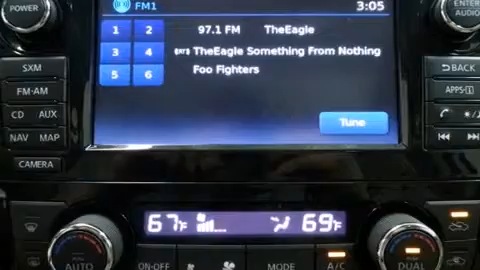 POWER
FM1
3:05
ENTER
AUDIO
1 2
97.1 FM TheEagle
3 4
TheEagle Something From Nothing
5 6
Foo Fighters
Tune
SXM
FM·AM
CD AUX
NAV MAP
CAMERA
BACK
APPS·i
67°F
69°F
AUTO
ON·OFF
MODE
A/C
DUAL